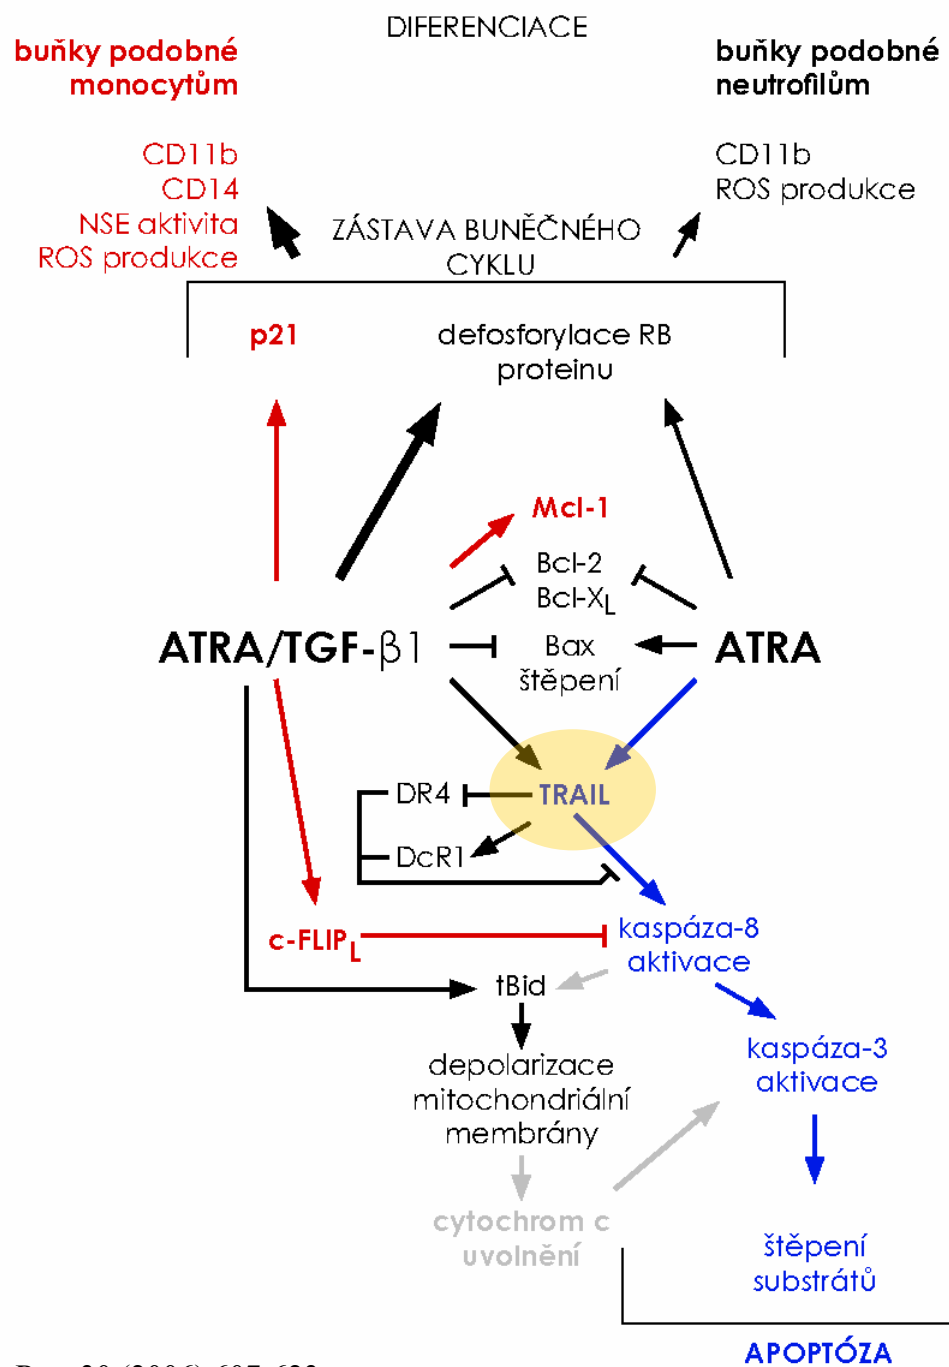 DIFERENCIACE
buňky podobné
monocytům
buňky podobné
neutrofilům
CD11b
CD14
NSE aktivita
ROS produkce
CD11b
ROS produkce
ZÁSTAVA BUNĚČNÉHO
CYKLU
p21
defosforylace RB
proteinu
Mcl-1
Bcl-2
Bcl-XL
ATRA/TGF-β1
Bax
štěpení
ATRA
DR4
TRAIL
DcR1
c-FLIPL
kaspáza-8
aktivace
tBid
kaspáza-3
aktivace
depolarizace
mitochondriální
membrány
cytochrom c
uvolnění
štěpení
substrátů
APOPTÓZA